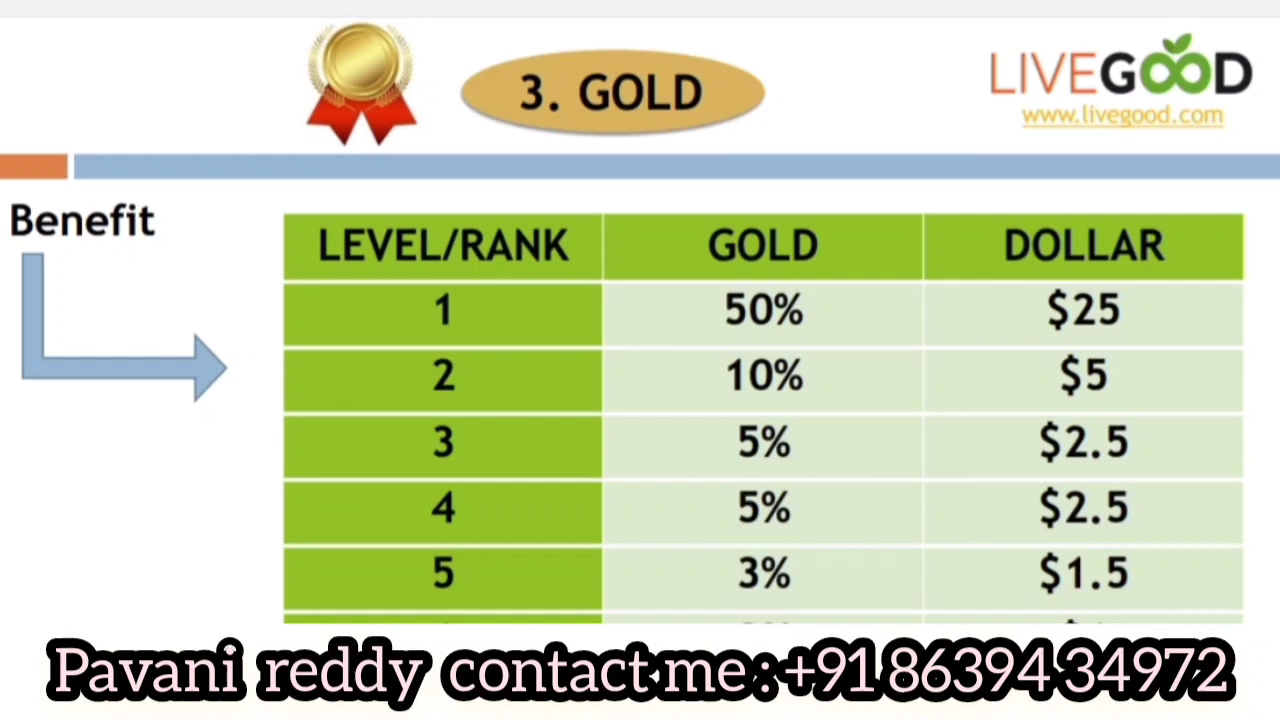 3. GOLD
LIVEGOOD
www.livegood.com
Benefit
LEVEL/RANK GOLD DOLLAR
1 50% $25
2 10% $5
3 5% $2.5
4 5% $2.5
5 3% $1.5
Pavani reddy contact me : +91 86394 34972